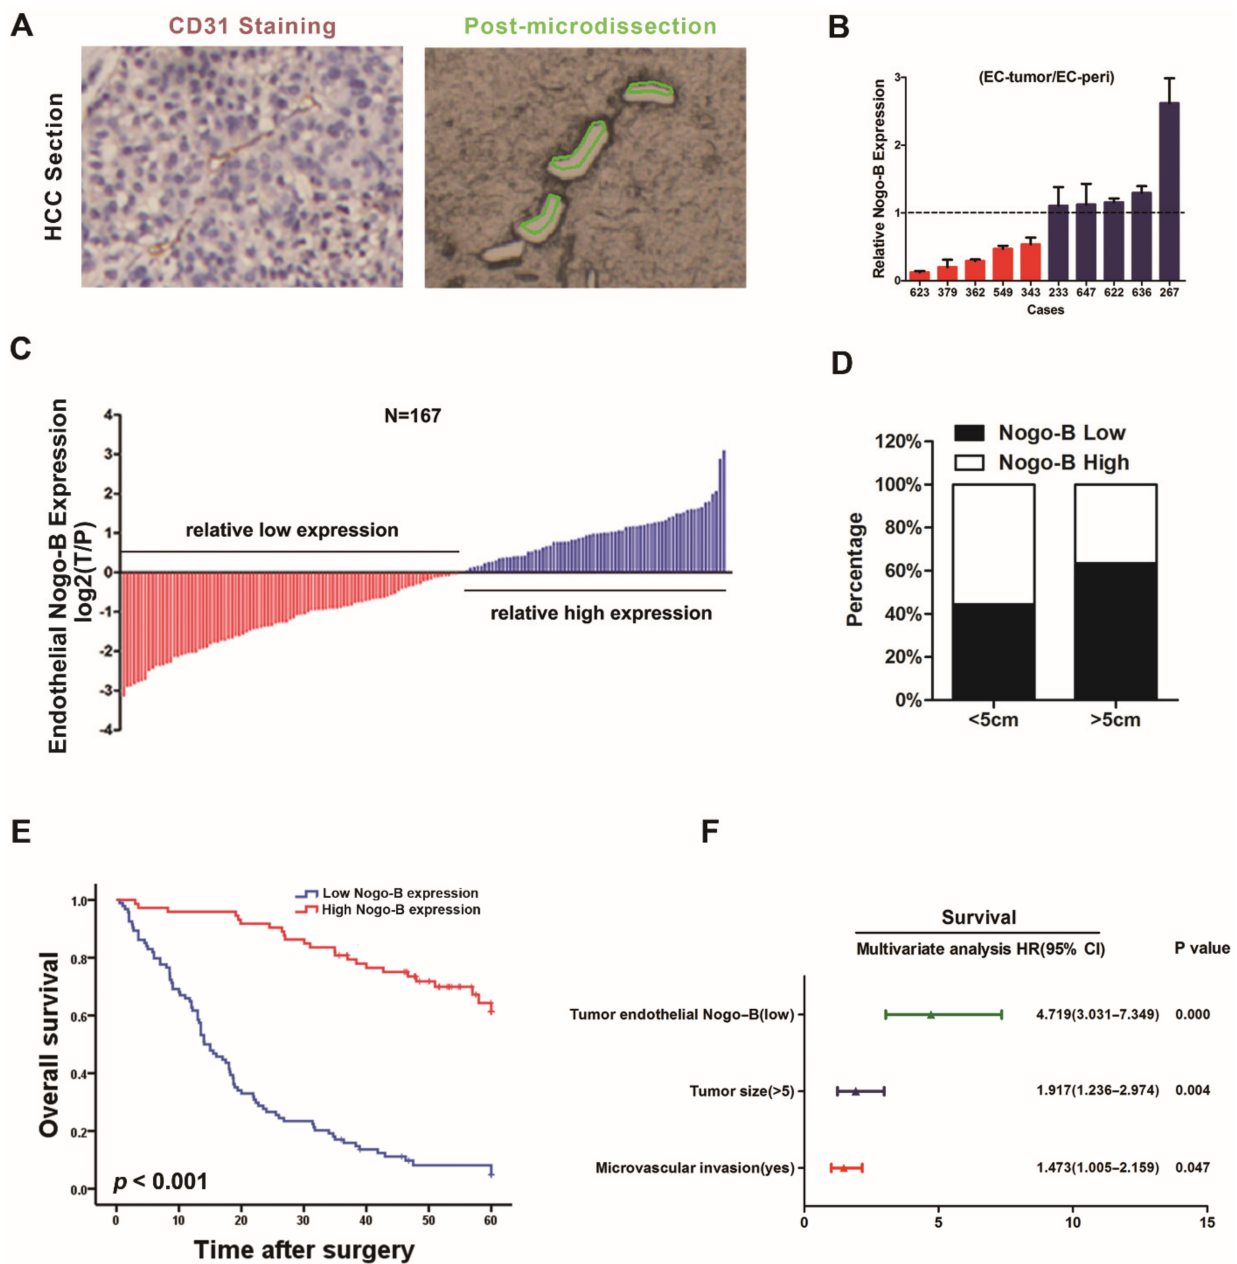 A
CD31 Staining
Post-microdissection
HCC Section
B
(EC-tumor/EC-peri)
Relative Nogo-B Expression
3
2
1
0
623 379 362 549 343 233 647 622 636 267
Cases
C
Endothelial Nogo-B Expression
log2(T/P)
N=167
4
3
2
1
0
-1
-2
-3
-4
relative low expression
relative high expression
D
Nogo-B Low
Nogo-B High
Percentage
120%
100%
80%
60%
40%
20%
0%
<5cm >5cm
E
Low Nogo-B expression
High Nogo-B expression
Overall survival
1.0
0.8
0.6
0.4
0.2
0.0
p < 0.001
0 10 20 30 40 50 60
Time after surgery
F
Survival
Multivariate analysis HR(95% CI) P value
Tumor endothelial Nogo–B(low) 4.719(3.031–7.349) 0.000
Tumor size(>5) 1.917(1.236–2.974) 0.004
Microvascular invasion(yes) 1.473(1.005–2.159) 0.047
0 5 10 15